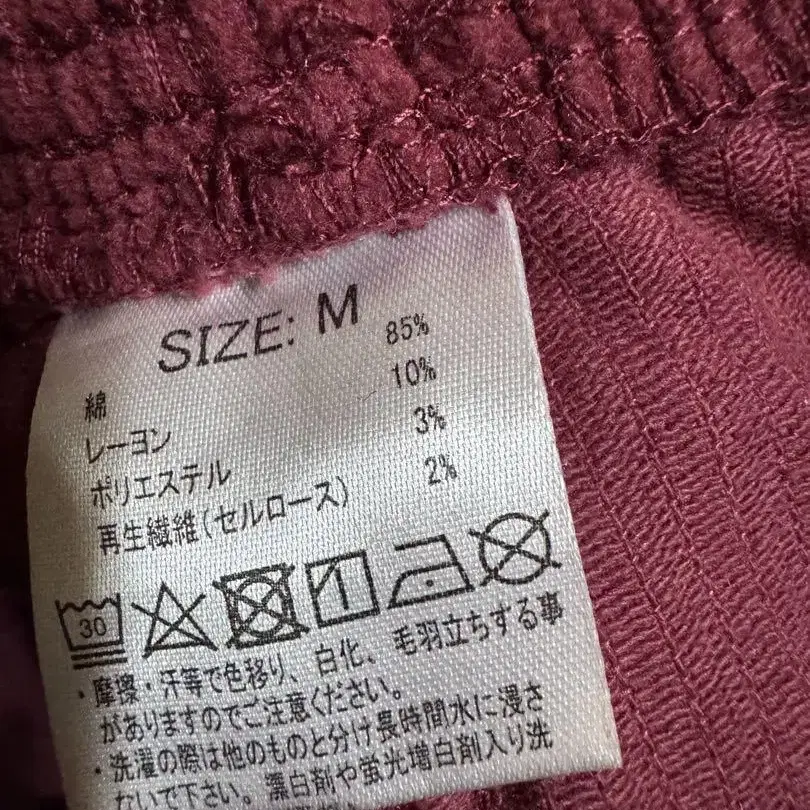 SIZE: M
綿 85%
レーヨン 10%
ポリエステル 3%
再生繊維(セルロース) 2%
30
・摩擦・汗等で色移り、白化、毛羽立ちする事
がありますのでご注意ください。
・洗濯の際は他のものと分け長時間水に浸さ
ないで下さい。漂白剤や蛍光増白剤入り洗